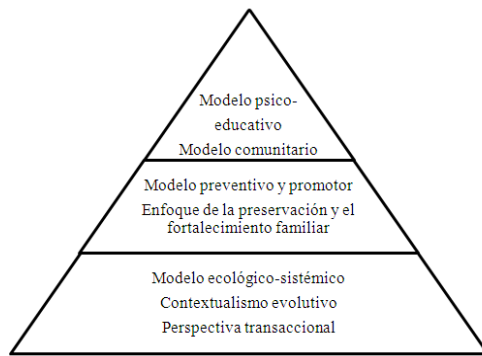 Modelo psico-
educativo
Modelo comunitario
Modelo preventivo y promotor
Enfoque de la preservación y el
fortalecimiento familiar
Modelo ecológico-sistémico
Contextualismo evolutivo
Perspectiva transaccional